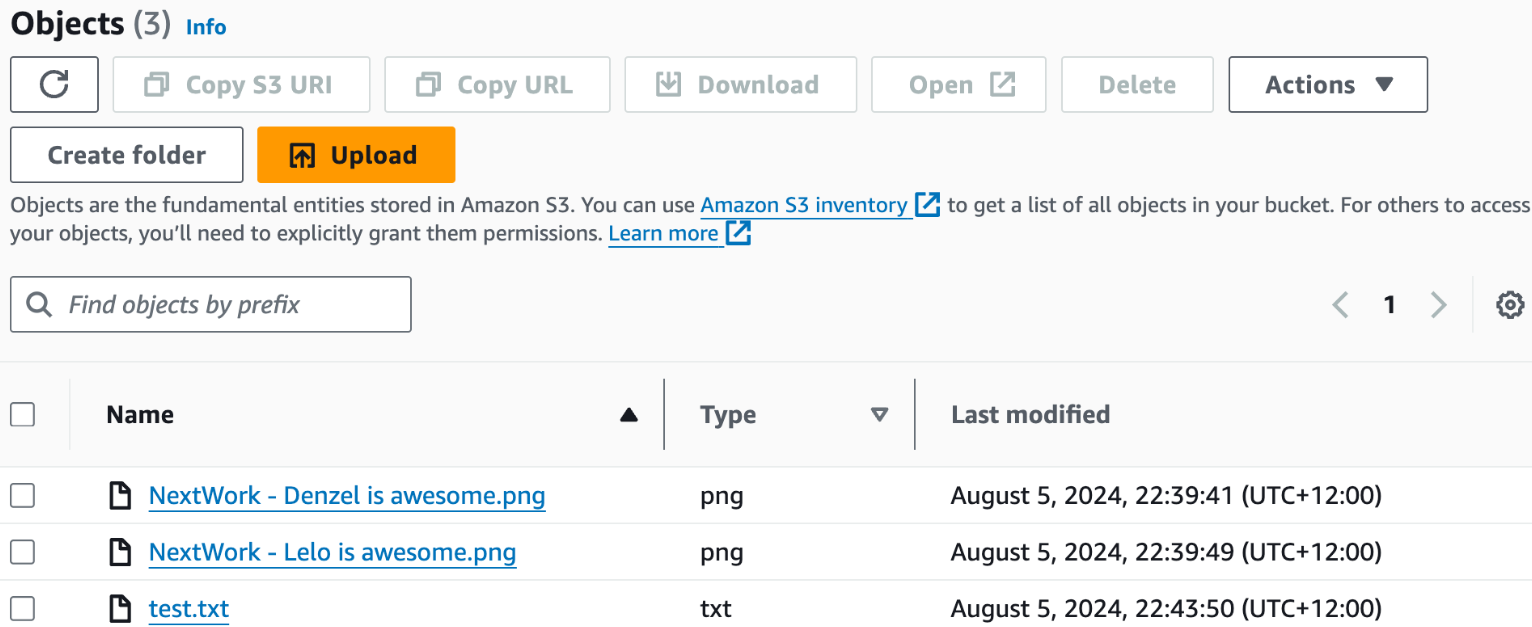 Objects (3) Info
Copy S3 URI Copy URL Download Open Delete Actions
Create folder Upload
Objects are the fundamental entities stored in Amazon S3. You can use Amazon S3 inventory to get a list of all objects in your bucket. For others to access
your objects, you’ll need to explicitly grant them permissions. Learn more
Find objects by prefix 1
Name Type Last modified
NextWork - Denzel is awesome.png png August 5, 2024, 22:39:41 (UTC+12:00)
NextWork - Lelo is awesome.png png August 5, 2024, 22:39:49 (UTC+12:00)
test.txt txt August 5, 2024, 22:43:50 (UTC+12:00)